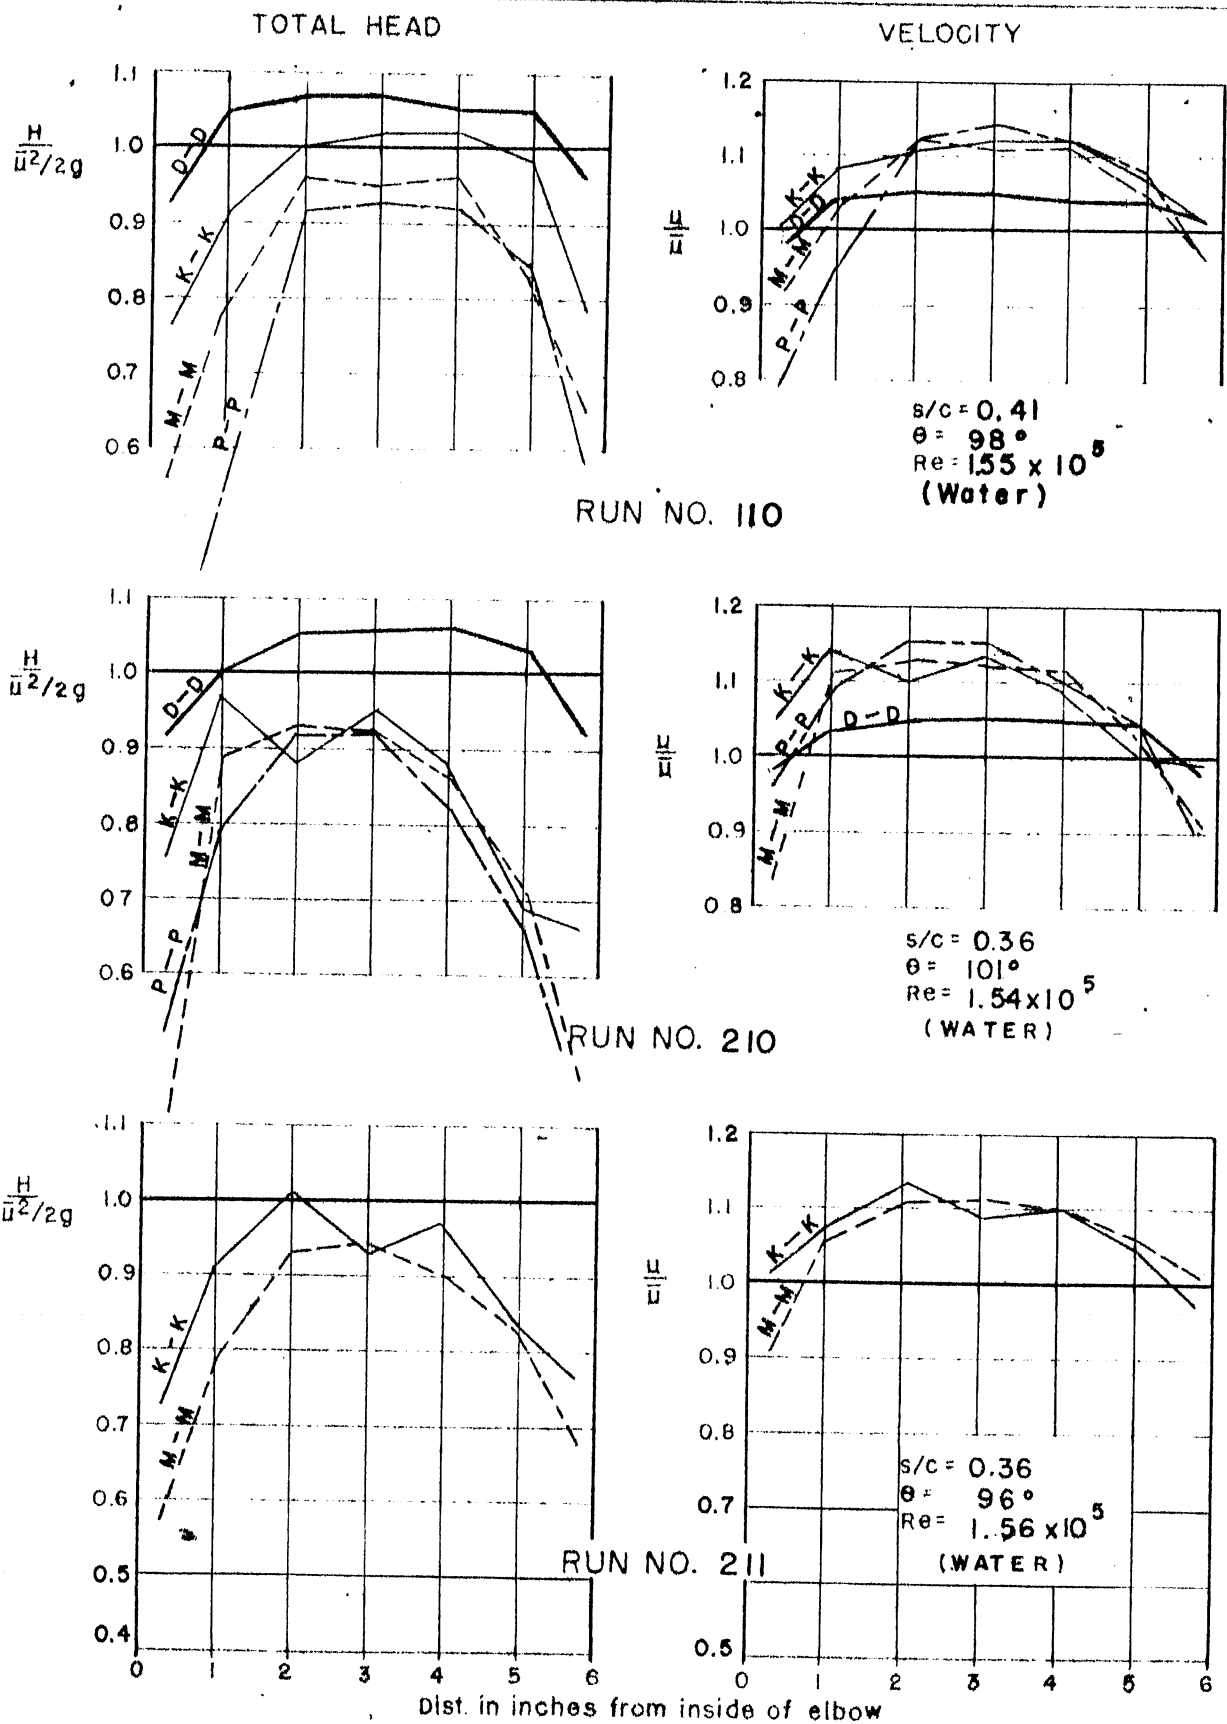 TOTAL HEAD
VELOCITY
1.1
1.0
0.9
0.8
0.7
0.6
H
ū²/2g
D-D
K-K
M-M
P-P
1.2
1.1
1.0
0.9
0.8
u
ū
K-K
D-D
M-M
P-P
s/c = 0.41
θ = 98°
Re = 1.55 x 10⁵
(Water)
RUN NO. 110
1.1
1.0
0.9
0.8
0.7
0.6
H
ū²/2g
D-D
K-K
M-M
P-P
1.2
1.1
1.0
0.9
0.8
u
ū
K-K
P-P
D-D
M-M
s/c = 0.36
θ = 101°
Re = 1.54x10⁵
(WATER)
RUN NO. 210
1.1
1.0
0.9
0.8
0.7
0.6
0.5
0.4
H
ū²/2g
K-K
M-M
1.2
1.1
1.0
0.9
0.8
0.7
0.5
u
ū
K-K
M-M
s/c = 0.36
θ = 96°
Re = 1.56 x10⁵
(WATER)
RUN NO. 211
0 1 2 3 4 5 6
0 1 2 3 4 5 6
Dist. in inches from inside of elbow